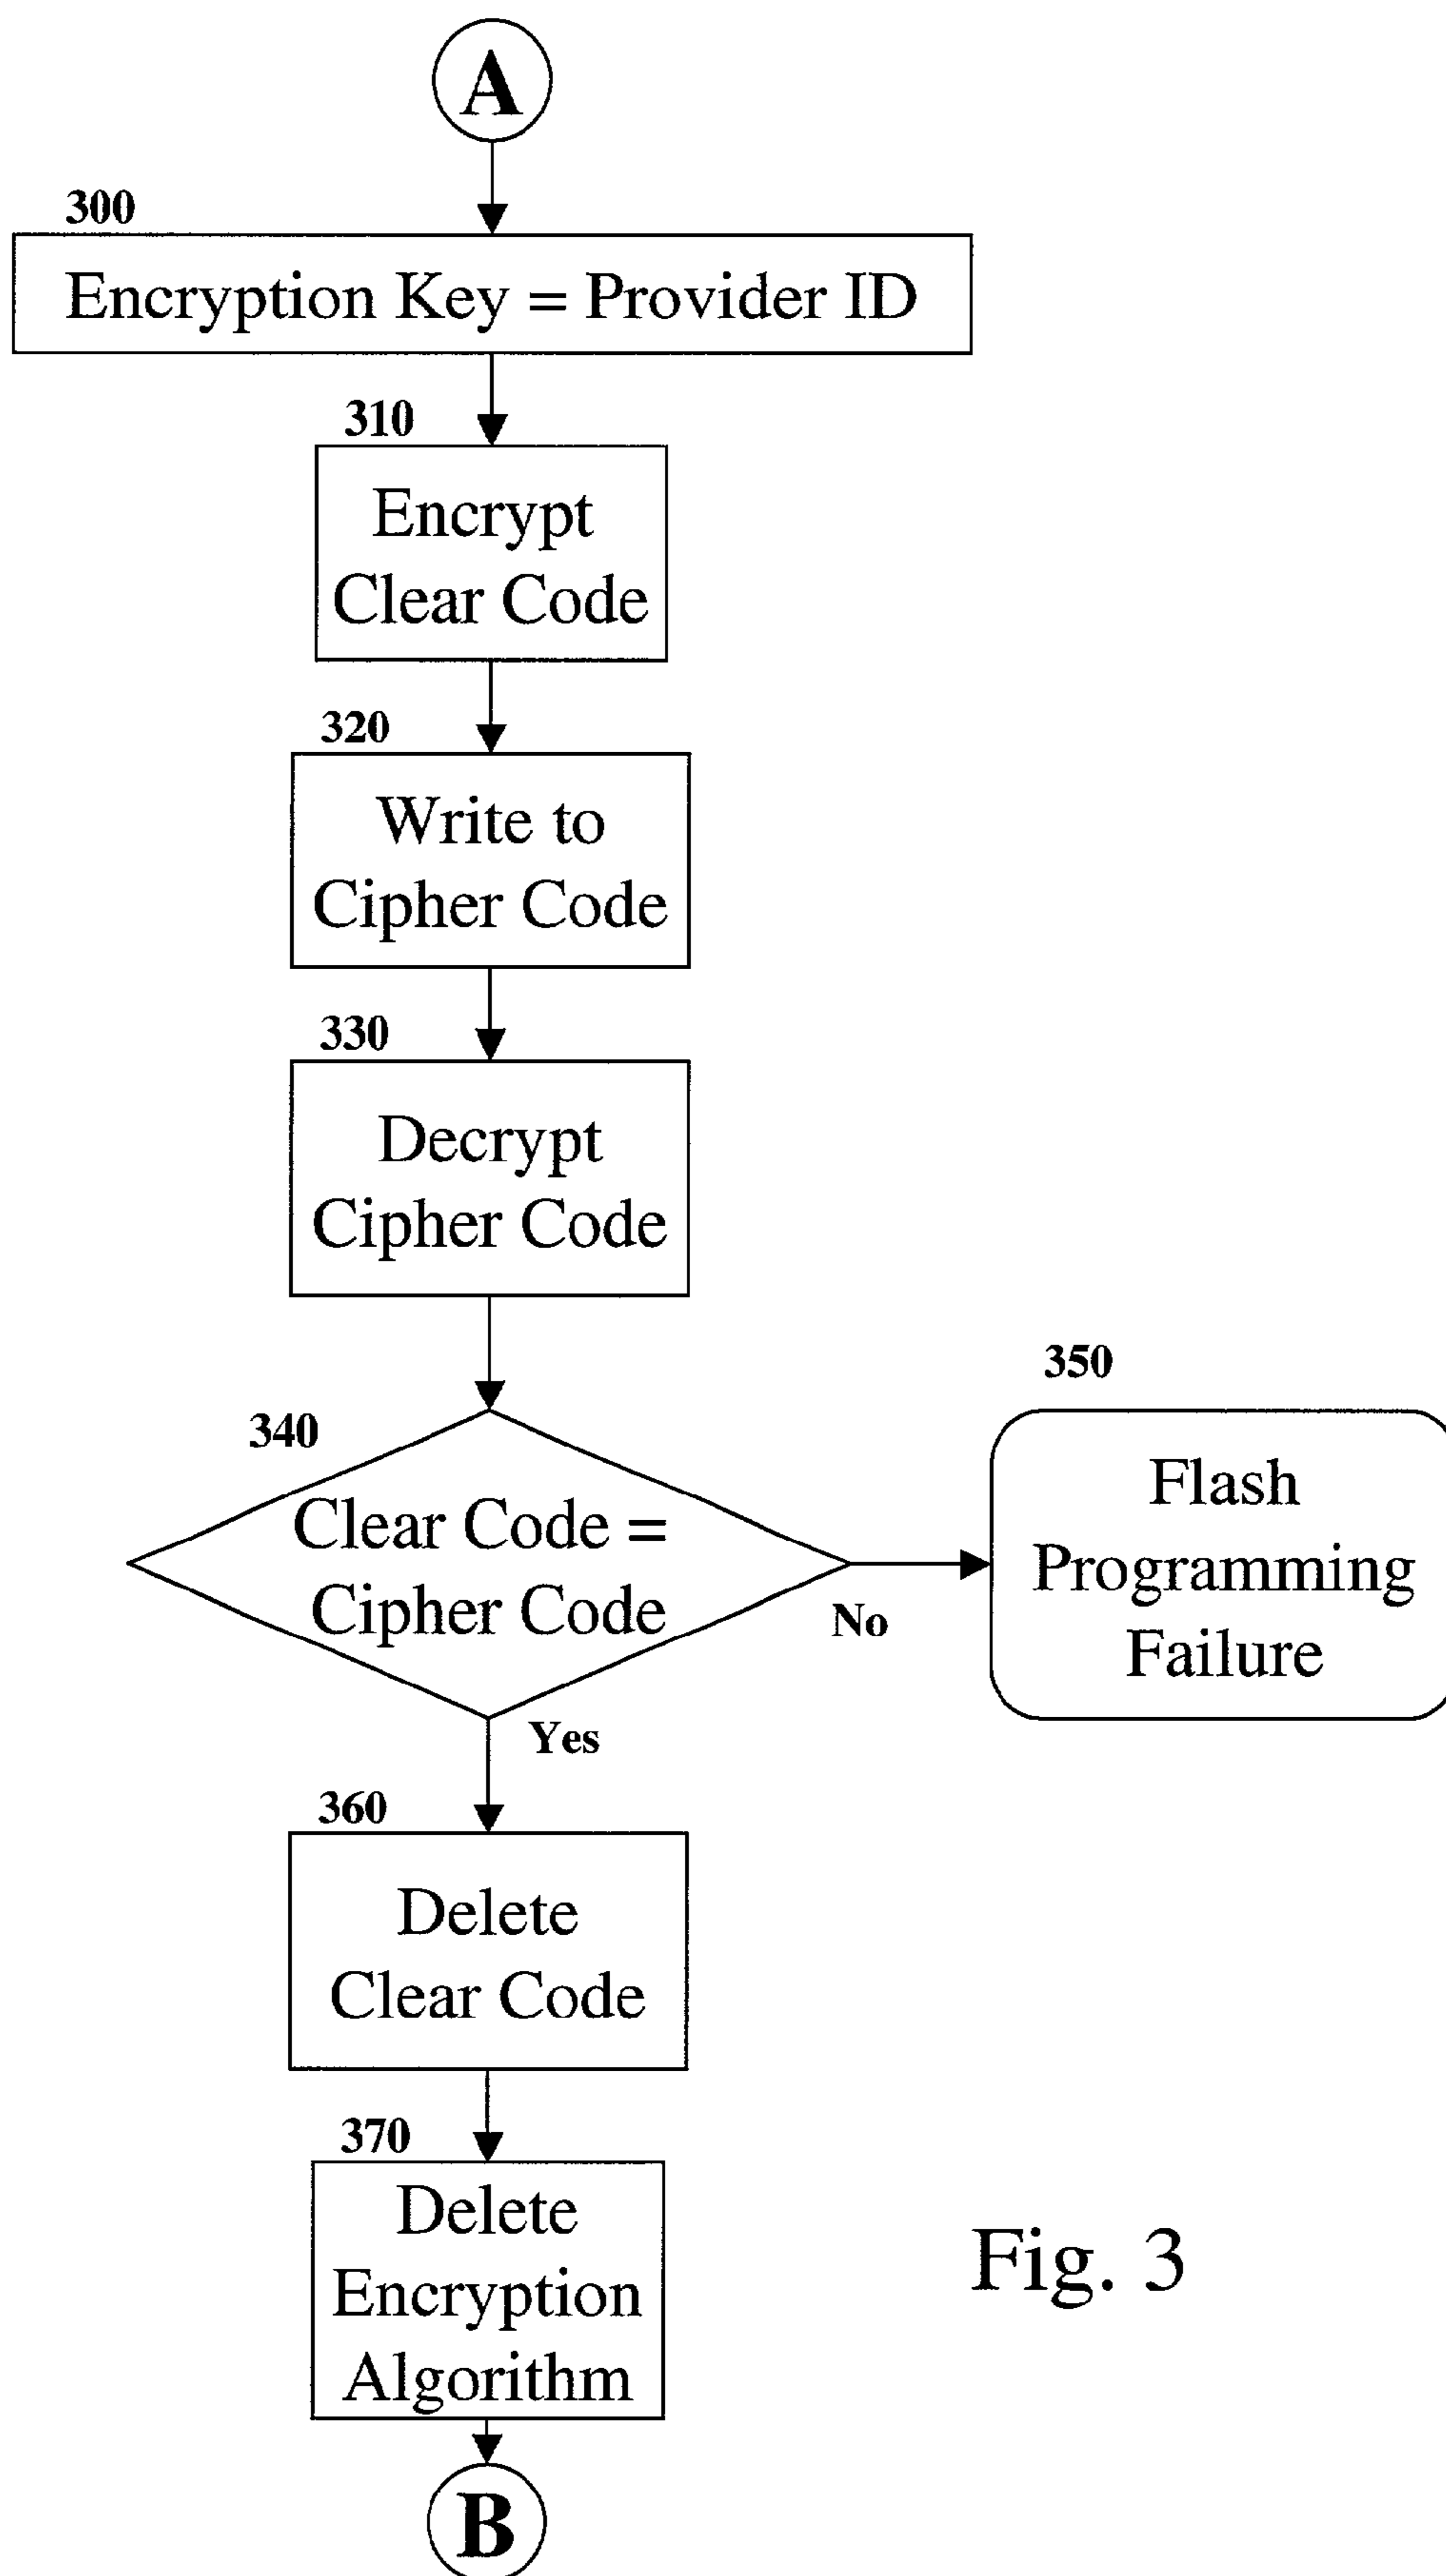 A
300
Encryption Key = Provider ID
310
Encrypt
Clear Code
320
Write to
Cipher Code
330
Decrypt
Cipher Code
340
Clear Code =
Cipher Code
No
350
Flash
Programming
Failure
Yes
360
Delete
Clear Code
370
Delete
Encryption
Algorithm
B
Fig. 3